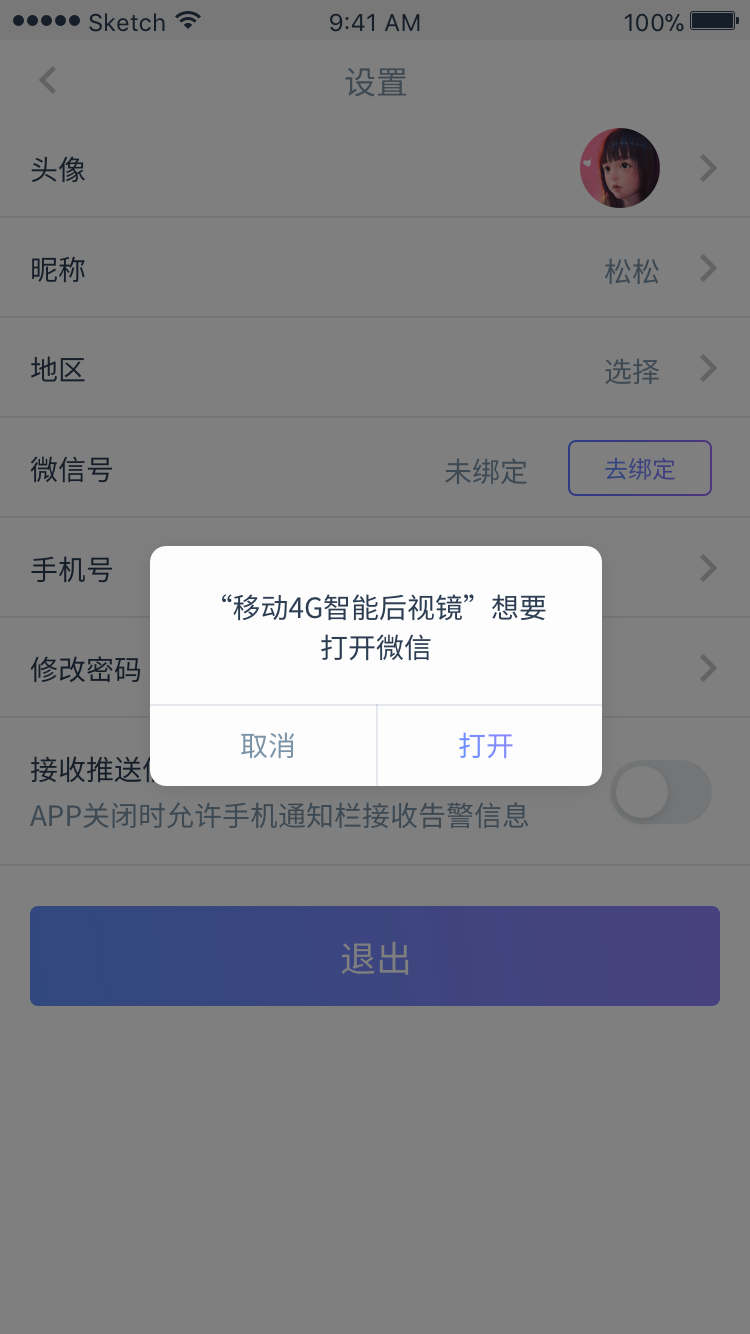 Sketch 9:41 AM 100%
设置
头像
昵称 松松
地区 选择
微信号 未绑定 去绑定
手机号
“移动4G智能后视镜”想要
打开微信
修改密码
取消 打开
接收推送
APP关闭时允许手机通知栏接收告警信息
退出